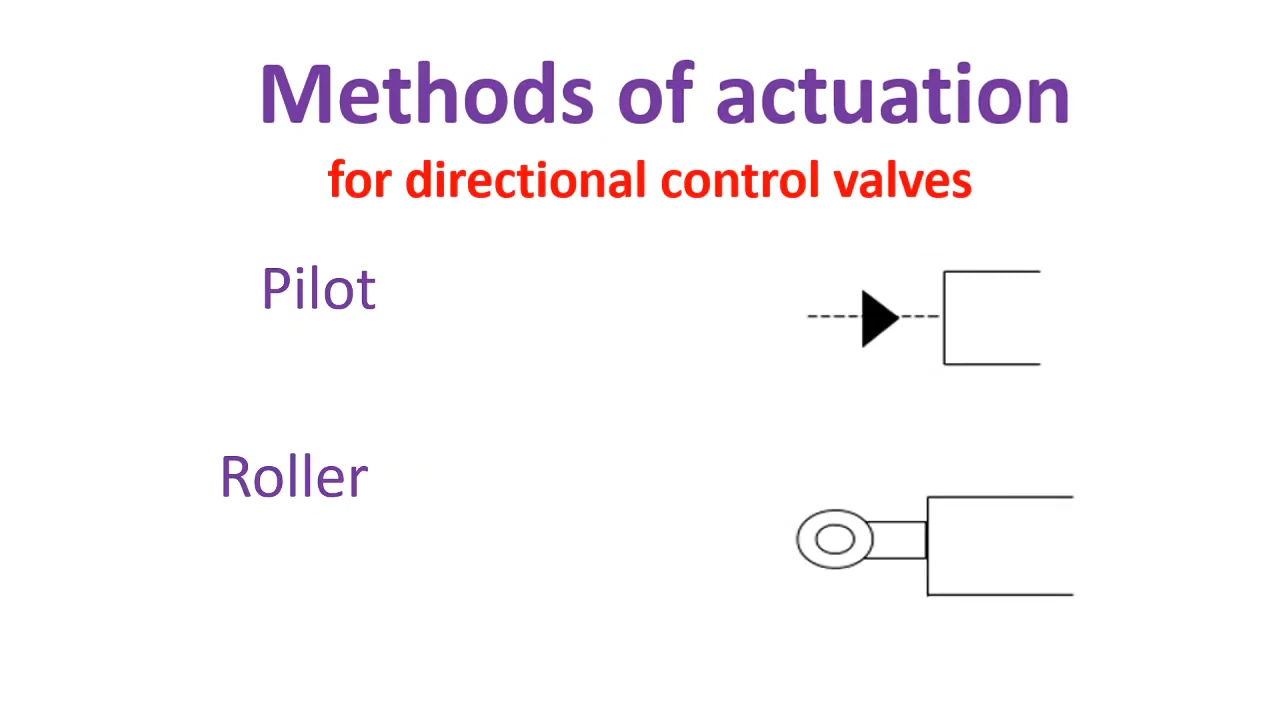 Methods of actuation
for directional control valves
Pilot
Roller